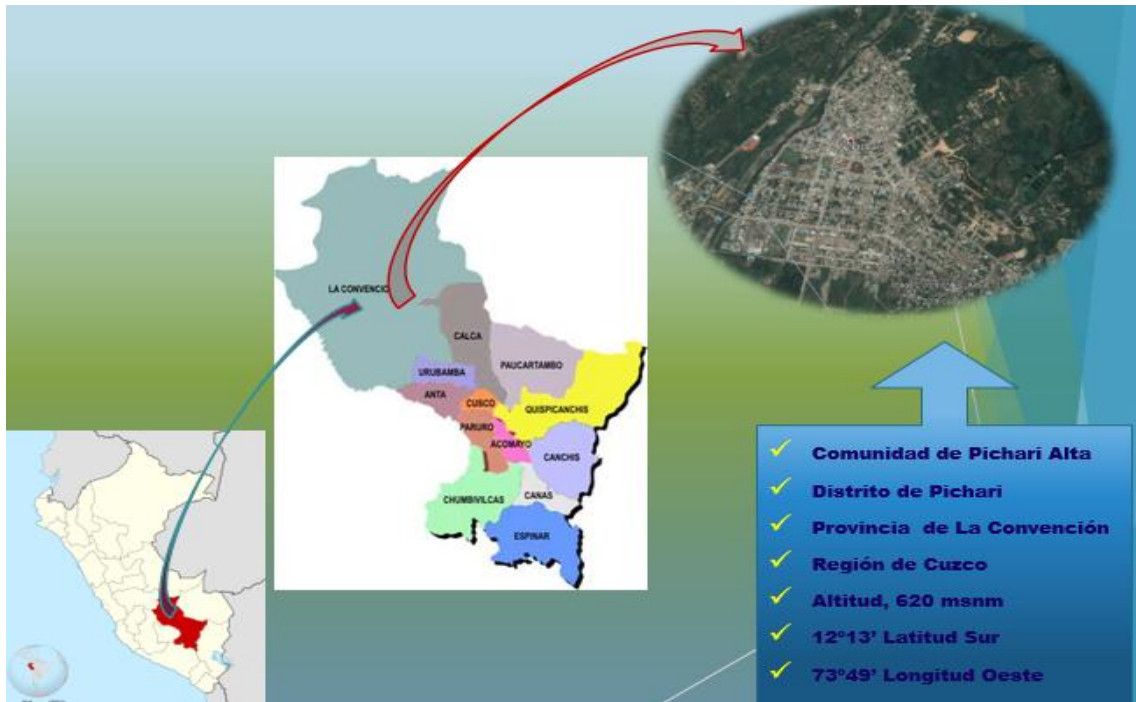 LA CONVENCIO
CALCA
PAUCARTAMBO
URUBAMBA
ANTA
CUSCO
QUISPICANCHIS
PARURO
ACOMAYO
CANCHIS
CHUMBIVILCAS
CANAS
ESPINAR
Comunidad de Pichari Alta
Distrito de Pichari
Provincia de La Convención
Región de Cuzco
Altitud, 620 msnm
12º13’ Latitud Sur
73º49’ Longitud Oeste